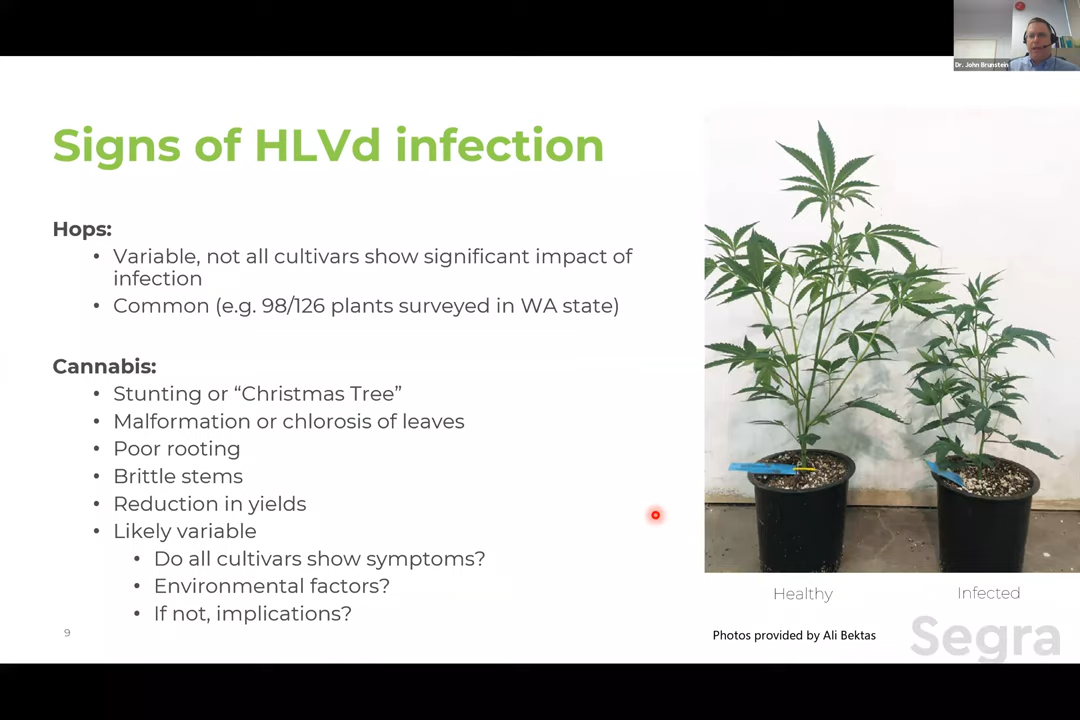 Dr. John Brunstein
Signs of HLVd infection
Hops:
• Variable, not all cultivars show significant impact of
infection
• Common (e.g. 98/126 plants surveyed in WA state)
Cannabis:
• Stunting or “Christmas Tree”
• Malformation or chlorosis of leaves
• Poor rooting
• Brittle stems
• Reduction in yields
• Likely variable
• Do all cultivars show symptoms?
• Environmental factors?
• If not, implications?
Healthy
Infected
Photos provided by Ali Bektas
9
Segra